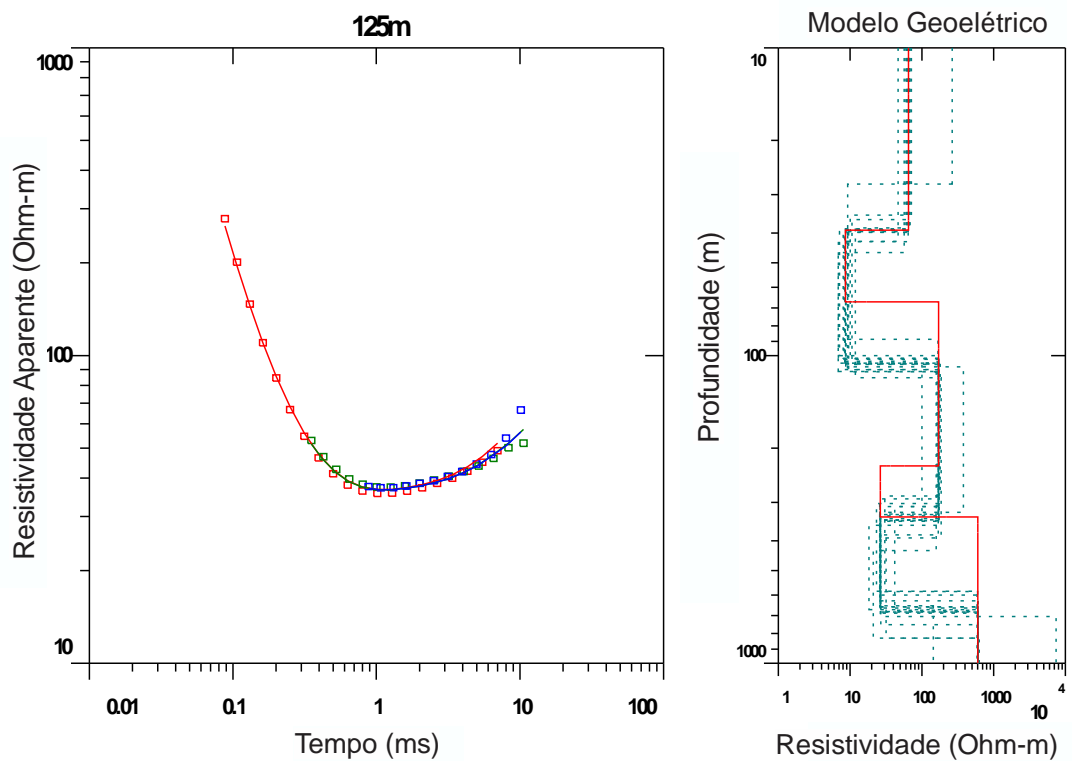 125m
Modelo Geoelétrico
1000
100
10
Resistividade Aparente (Ohm-m)
0.01 0.1 1 10 100
Tempo (ms)
10
100
1000
Profundidade (m)
1 10 100 1000 10 4
Resistividade (Ohm-m)